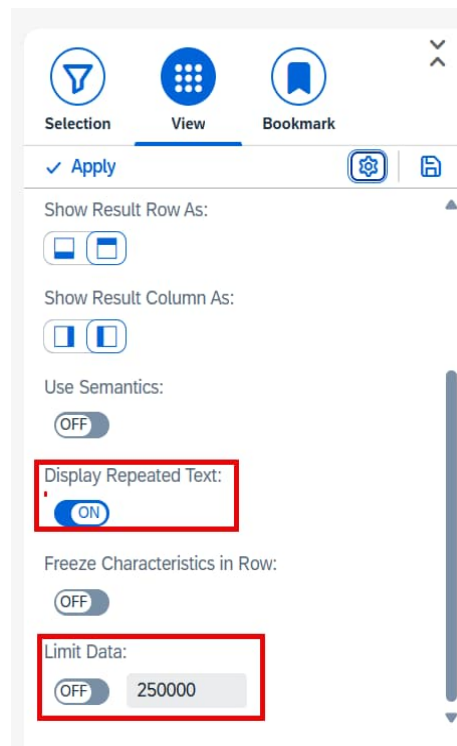 Selection View Bookmark
Apply
Show Result Row As:
Show Result Column As:
Use Semantics:
OFF
Display Repeated Text:
ON
Freeze Characteristics in Row:
OFF
Limit Data:
OFF 250000